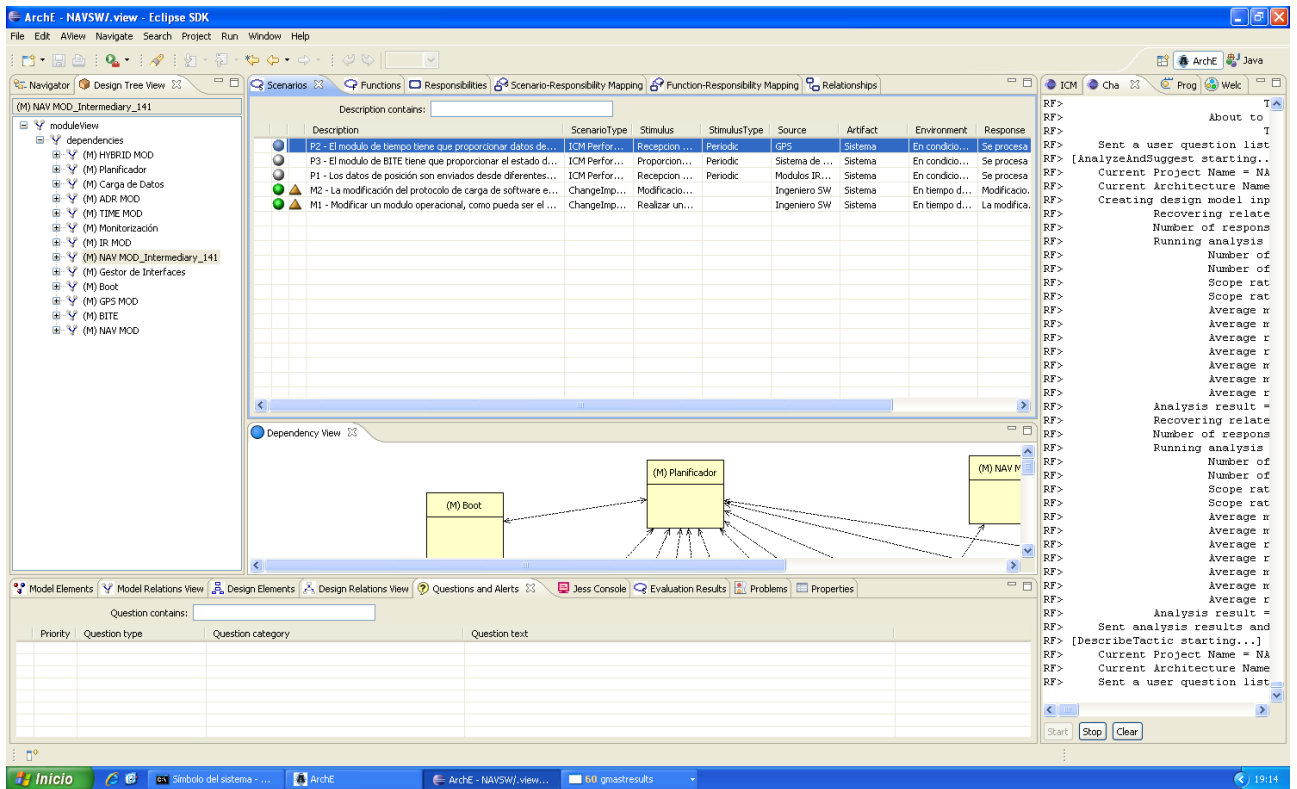 ArchE - NAVSW/.view - Eclipse SDK
File Edit AView Navigate Search Project Run Window Help
ArchE Java
Navigator Design Tree View
(M) NAV MOD_Intermediary_141
moduleView
dependencies
(M) HYBRID MOD
(M) Planificador
(M) Carga de Datos
(M) ADR MOD
(M) TIME MOD
(M) Monitorización
(M) IR MOD
(M) NAV MOD_Intermediary_141
(M) Gestor de Interfaces
(M) Boot
(M) GPS MOD
(M) BITE
(M) NAV MOD
Scenarios Functions Responsibilities Scenario-Responsibility Mapping Function-Responsibility Mapping Relationships
Description contains:
Description ScenarioType Stimulus StimulusType Source Artifact Environment Response
P2 - El modulo de tiempo tiene que proporcionar datos de... ICM Perfor... Recepcion ... Periodic GPS Sistema En condicio... Se procesa
P3 - El modulo de BITE tiene que proporcionar el estado d... ICM Perfor... Proporcion... Periodic Sistema de ... Sistema En condicio... Se procesa
P1 - Los datos de posición son enviados desde diferentes... ICM Perfor... Recepcion ... Periodic Modulos IR... Sistema En condicio... Se procesa
M2 - La modificación del protocolo de carga de software e... ChangeImp... Modificacio... Ingeniero SW Sistema En tiempo d... Modificacio.
M1 - Modificar un modulo operacional, como pueda ser el ... ChangeImp... Realizar un... Ingeniero SW Sistema En tiempo d... La modifica.
Dependency View
(M) Boot
(M) Planificador
(M) NAV M
ICM Cha Prog Welc
RF> T
RF> About to
RF> T
RF> Sent a user question list
RF> [AnalyzeAndSuggest starting..
RF> Current Project Name = NA
RF> Current Architecture Name
RF> Creating design model inp
RF> Recovering relate
RF> Number of respons
RF> Running analysis
RF> Number of
RF> Number of
RF> Scope rat
RF> Scope rat
RF> Average m
RF> Average m
RF> Average r
RF> Average r
RF> Average m
RF> Average m
RF> Average r
RF> Analysis result =
RF> Recovering relate
RF> Number of respons
RF> Running analysis
RF> Number of
RF> Number of
RF> Scope rat
RF> Scope rat
RF> Average m
RF> Average m
RF> Average r
RF> Average r
RF> Average m
RF> Average m
RF> Average r
RF> Analysis result =
RF> Sent analysis results and
RF> [DescribeTactic starting...]
RF> Current Project Name = NA
RF> Current Architecture Name
RF> Sent a user question list
Start Stop Clear
Model Elements Model Relations View Design Elements Design Relations View Questions and Alerts Jess Console Evaluation Results Problems Properties
Question contains:
Priority Question type Question category Question text
Inicio Símbolo del sistema - ... ArchE ArchE - NAVSW/.view... 60 gmastresults 19:14